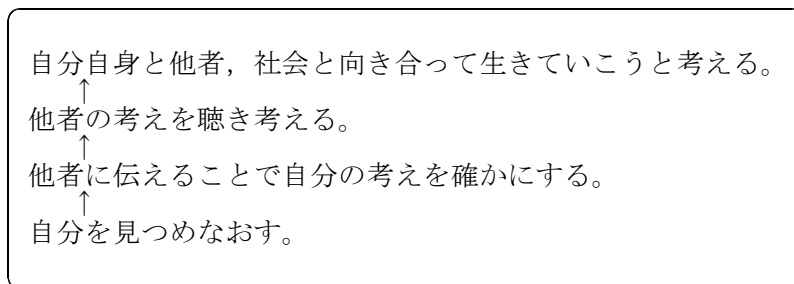 自分自身と他者，社会と向き合って生きていこうと考える。
↑
他者の考えを聴き考える。
↑
他者に伝えることで自分の考えを確かにする。
↑
自分を見つめなおす。